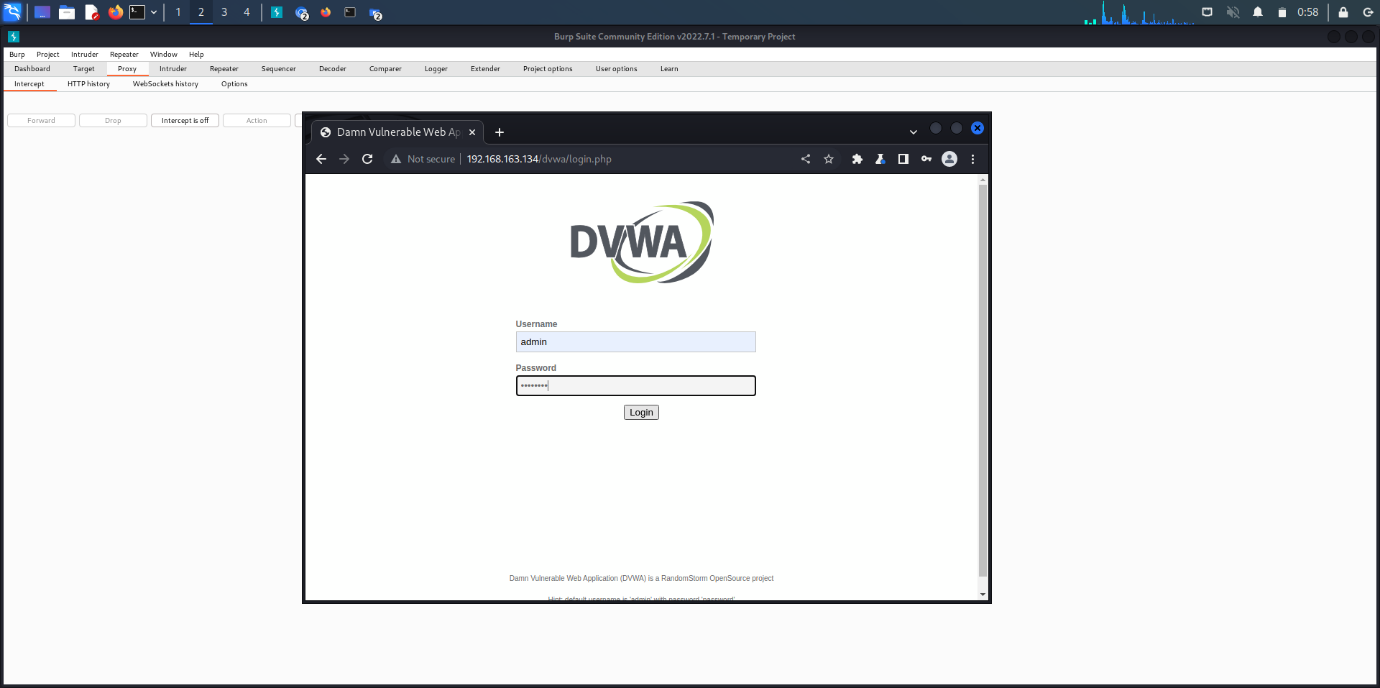 1 2 3 4 2 2 0:58
Burp Suite Community Edition v2022.7.1 - Temporary Project
Burp Project Intruder Repeater Window Help
Dashboard Target Proxy Intruder Repeater Sequencer Decoder Comparer Logger Extender Project options User options Learn
Intercept HTTP history WebSockets history Options
Forward Drop Intercept is off Action
Damn Vulnerable Web Ap
Not secure 192.168.163.134/dvwa/login.php
DVWA
Username
admin
Password
••••••••
Login
Damn Vulnerable Web Application (DVWA) is a RandomStorm OpenSource project
Hint: default username is 'admin' with password 'password'